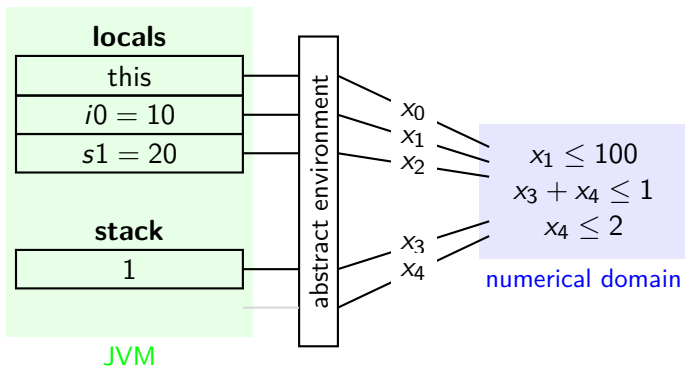 locals
this
i0 = 10
s1 = 20
stack
1
JVM
abstract environment
x₀
x₁
x₂
x₃
x₄
x₁ ≤ 100
x₃ + x₄ ≤ 1
x₄ ≤ 2
numerical domain